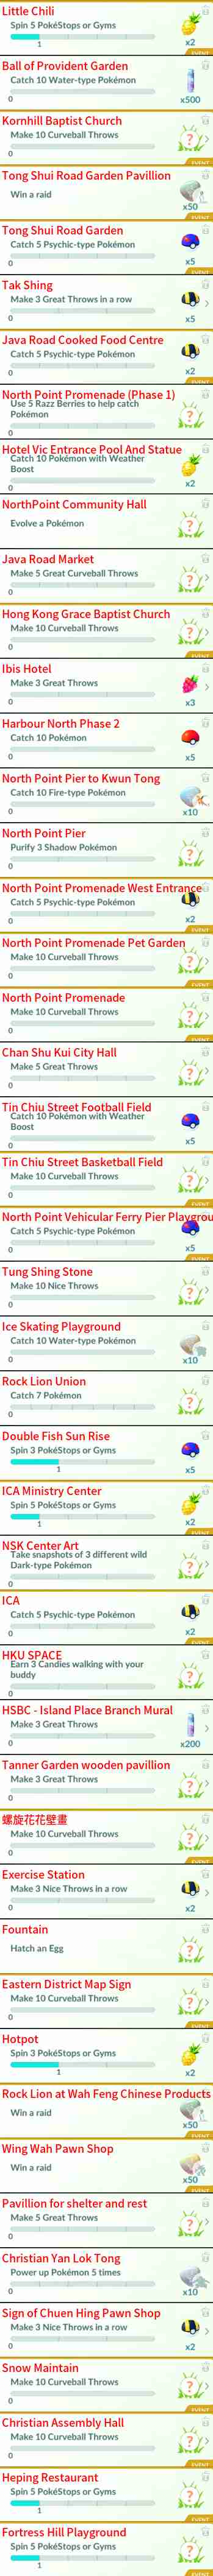 Little Chili
Spin 5 PokéStops or Gyms
1
x2
EVENT
Ball of Provident Garden
Catch 10 Water-type Pokémon
0
x500
Kornhill Baptist Church
Make 10 Curveball Throws
?
0
EVENT
Tong Shui Road Garden Pavillion
Win a raid
x50
EVENT
Tong Shui Road Garden
Catch 5 Psychic-type Pokémon
0
x5
EVENT
Tak Shing
Make 3 Great Throws in a row
0
x5
Java Road Cooked Food Centre
Catch 5 Psychic-type Pokémon
0
x2
EVENT
North Point Promenade (Phase 1)
Use 5 Razz Berries to help catch
Pokémon
?
0
Hotel Vic Entrance Pool And Statue
Catch 10 Pokémon with Weather
Boost
0
x2
NorthPoint Community Hall
Evolve a Pokémon
?
Java Road Market
Make 5 Great Curveball Throws
?
0
Hong Kong Grace Baptist Church
Make 10 Curveball Throws
?
0
EVENT
Ibis Hotel
Make 3 Great Throws
0
x3
Harbour North Phase 2
Catch 10 Pokémon
0
x5
North Point Pier to Kwun Tong
Catch 10 Fire-type Pokémon
0
x10
North Point Pier
Purify 3 Shadow Pokémon
?
0
North Point Promenade West Entrance
Catch 5 Psychic-type Pokémon
0
x2
EVENT
North Point Promenade Pet Garden
Make 10 Curveball Throws
?
0
EVENT
North Point Promenade
Make 10 Curveball Throws
?
0
EVENT
Chan Shu Kui City Hall
Make 5 Great Throws
?
0
Tin Chiu Street Football Field
Catch 10 Pokémon with Weather
Boost
0
x5
Tin Chiu Street Basketball Field
Make 10 Curveball Throws
?
0
EVENT
North Point Vehicular Ferry Pier Playgrou
Catch 5 Psychic-type Pokémon
0
x5
EVENT
Tung Shing Stone
Make 10 Nice Throws
?
0
Ice Skating Playground
Catch 10 Water-type Pokémon
0
x10
Rock Lion Union
Catch 7 Pokémon
?
0
Double Fish Sun Rise
Spin 3 PokéStops or Gyms
1
x5
EVENT
ICA Ministry Center
Spin 5 PokéStops or Gyms
1
x2
EVENT
NSK Center Art
Take snapshots of 3 different wild
Dark-type Pokémon
?
0
ICA
Catch 5 Psychic-type Pokémon
0
x2
EVENT
HKU SPACE
Earn 3 Candies walking with your
buddy
?
0
HSBC - Island Place Branch Mural
Make 3 Great Throws
0
x200
Tanner Garden wooden pavillion
Make 3 Great Throws
?
0
螺旋花花壁畫
Make 10 Curveball Throws
?
0
EVENT
Exercise Station
Make 3 Nice Throws in a row
0
x2
Fountain
Hatch an Egg
?
Eastern District Map Sign
Make 10 Curveball Throws
?
0
EVENT
Hotpot
Spin 3 PokéStops or Gyms
1
x2
EVENT
Rock Lion at Wah Feng Chinese Products
Win a raid
x50
EVENT
Wing Wah Pawn Shop
Win a raid
x50
EVENT
Pavillion for shelter and rest
Make 5 Great Throws
?
0
Christian Yan Lok Tong
Power up Pokémon 5 times
0
x10
Sign of Chuen Hing Pawn Shop
Make 3 Nice Throws in a row
0
x2
Snow Maintain
Make 10 Curveball Throws
?
0
EVENT
Christian Assembly Hall
Make 10 Curveball Throws
?
0
EVENT
Heping Restaurant
Spin 5 PokéStops or Gyms
?
1
EVENT
Fortress Hill Playground
Spin 5 PokéStops or Gyms
?
1
EVENT